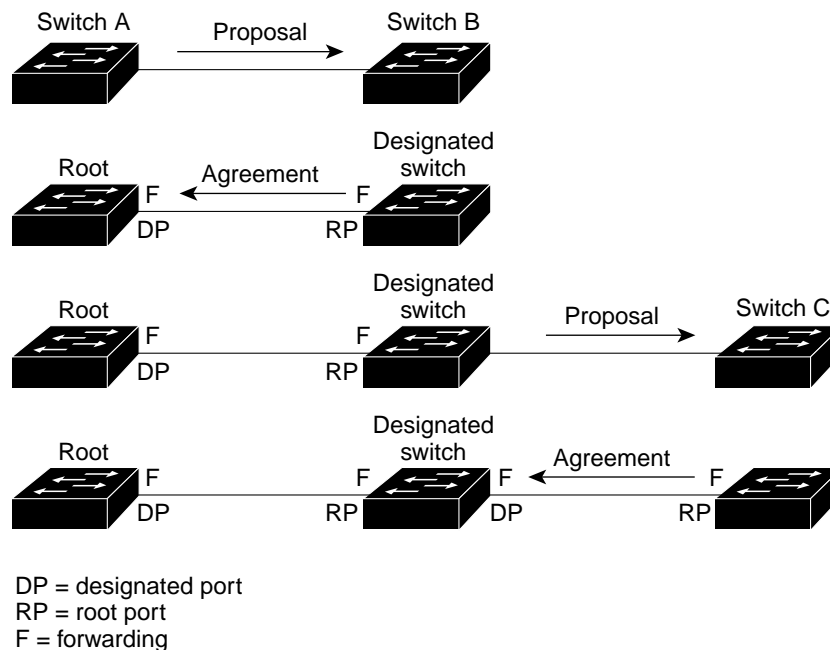 Switch A
Proposal
Switch B
Root
F
Agreement
F
Designated
switch
DP
RP
Root
F
F
Designated
switch
Proposal
Switch C
DP
RP
Root
F
F
Designated
switch
F
Agreement
F
DP
RP
DP
RP
DP = designated port
RP = root port
F = forwarding